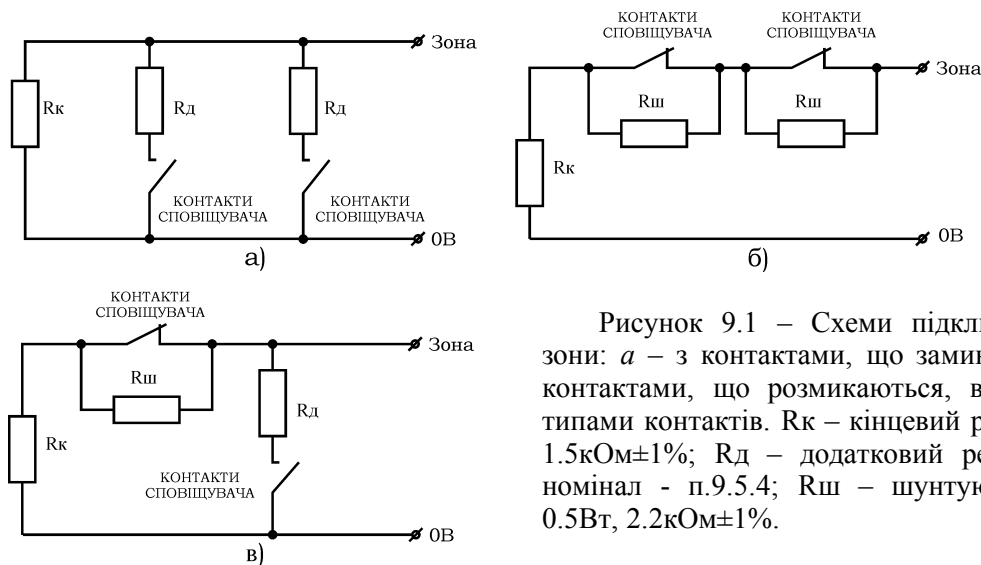 КОНТАКТИ
СПОВІЩУВАЧА
КОНТАКТИ
СПОВІЩУВАЧА
Зона
Rк
Rд
Rд
КОНТАКТИ
СПОВІЩУВАЧА
КОНТАКТИ
СПОВІЩУВАЧА
0В
а)
Зона
Rш
Rш
Rк
0В
б)
КОНТАКТИ
СПОВІЩУВАЧА
Зона
Rш
Rд
Rк
КОНТАКТИ
СПОВІЩУВАЧА
0В
в)
Рисунок 9.1 – Схеми підклю
зони: а – з контактами, що замин
контактами, що розмикаються, в
типами контактів. Rк – кінцевий р
1.5кОм±1%; Rд – додатковий ре
номінал - п.9.5.4; Rш – шунтую
0.5Вт, 2.2кОм±1%.